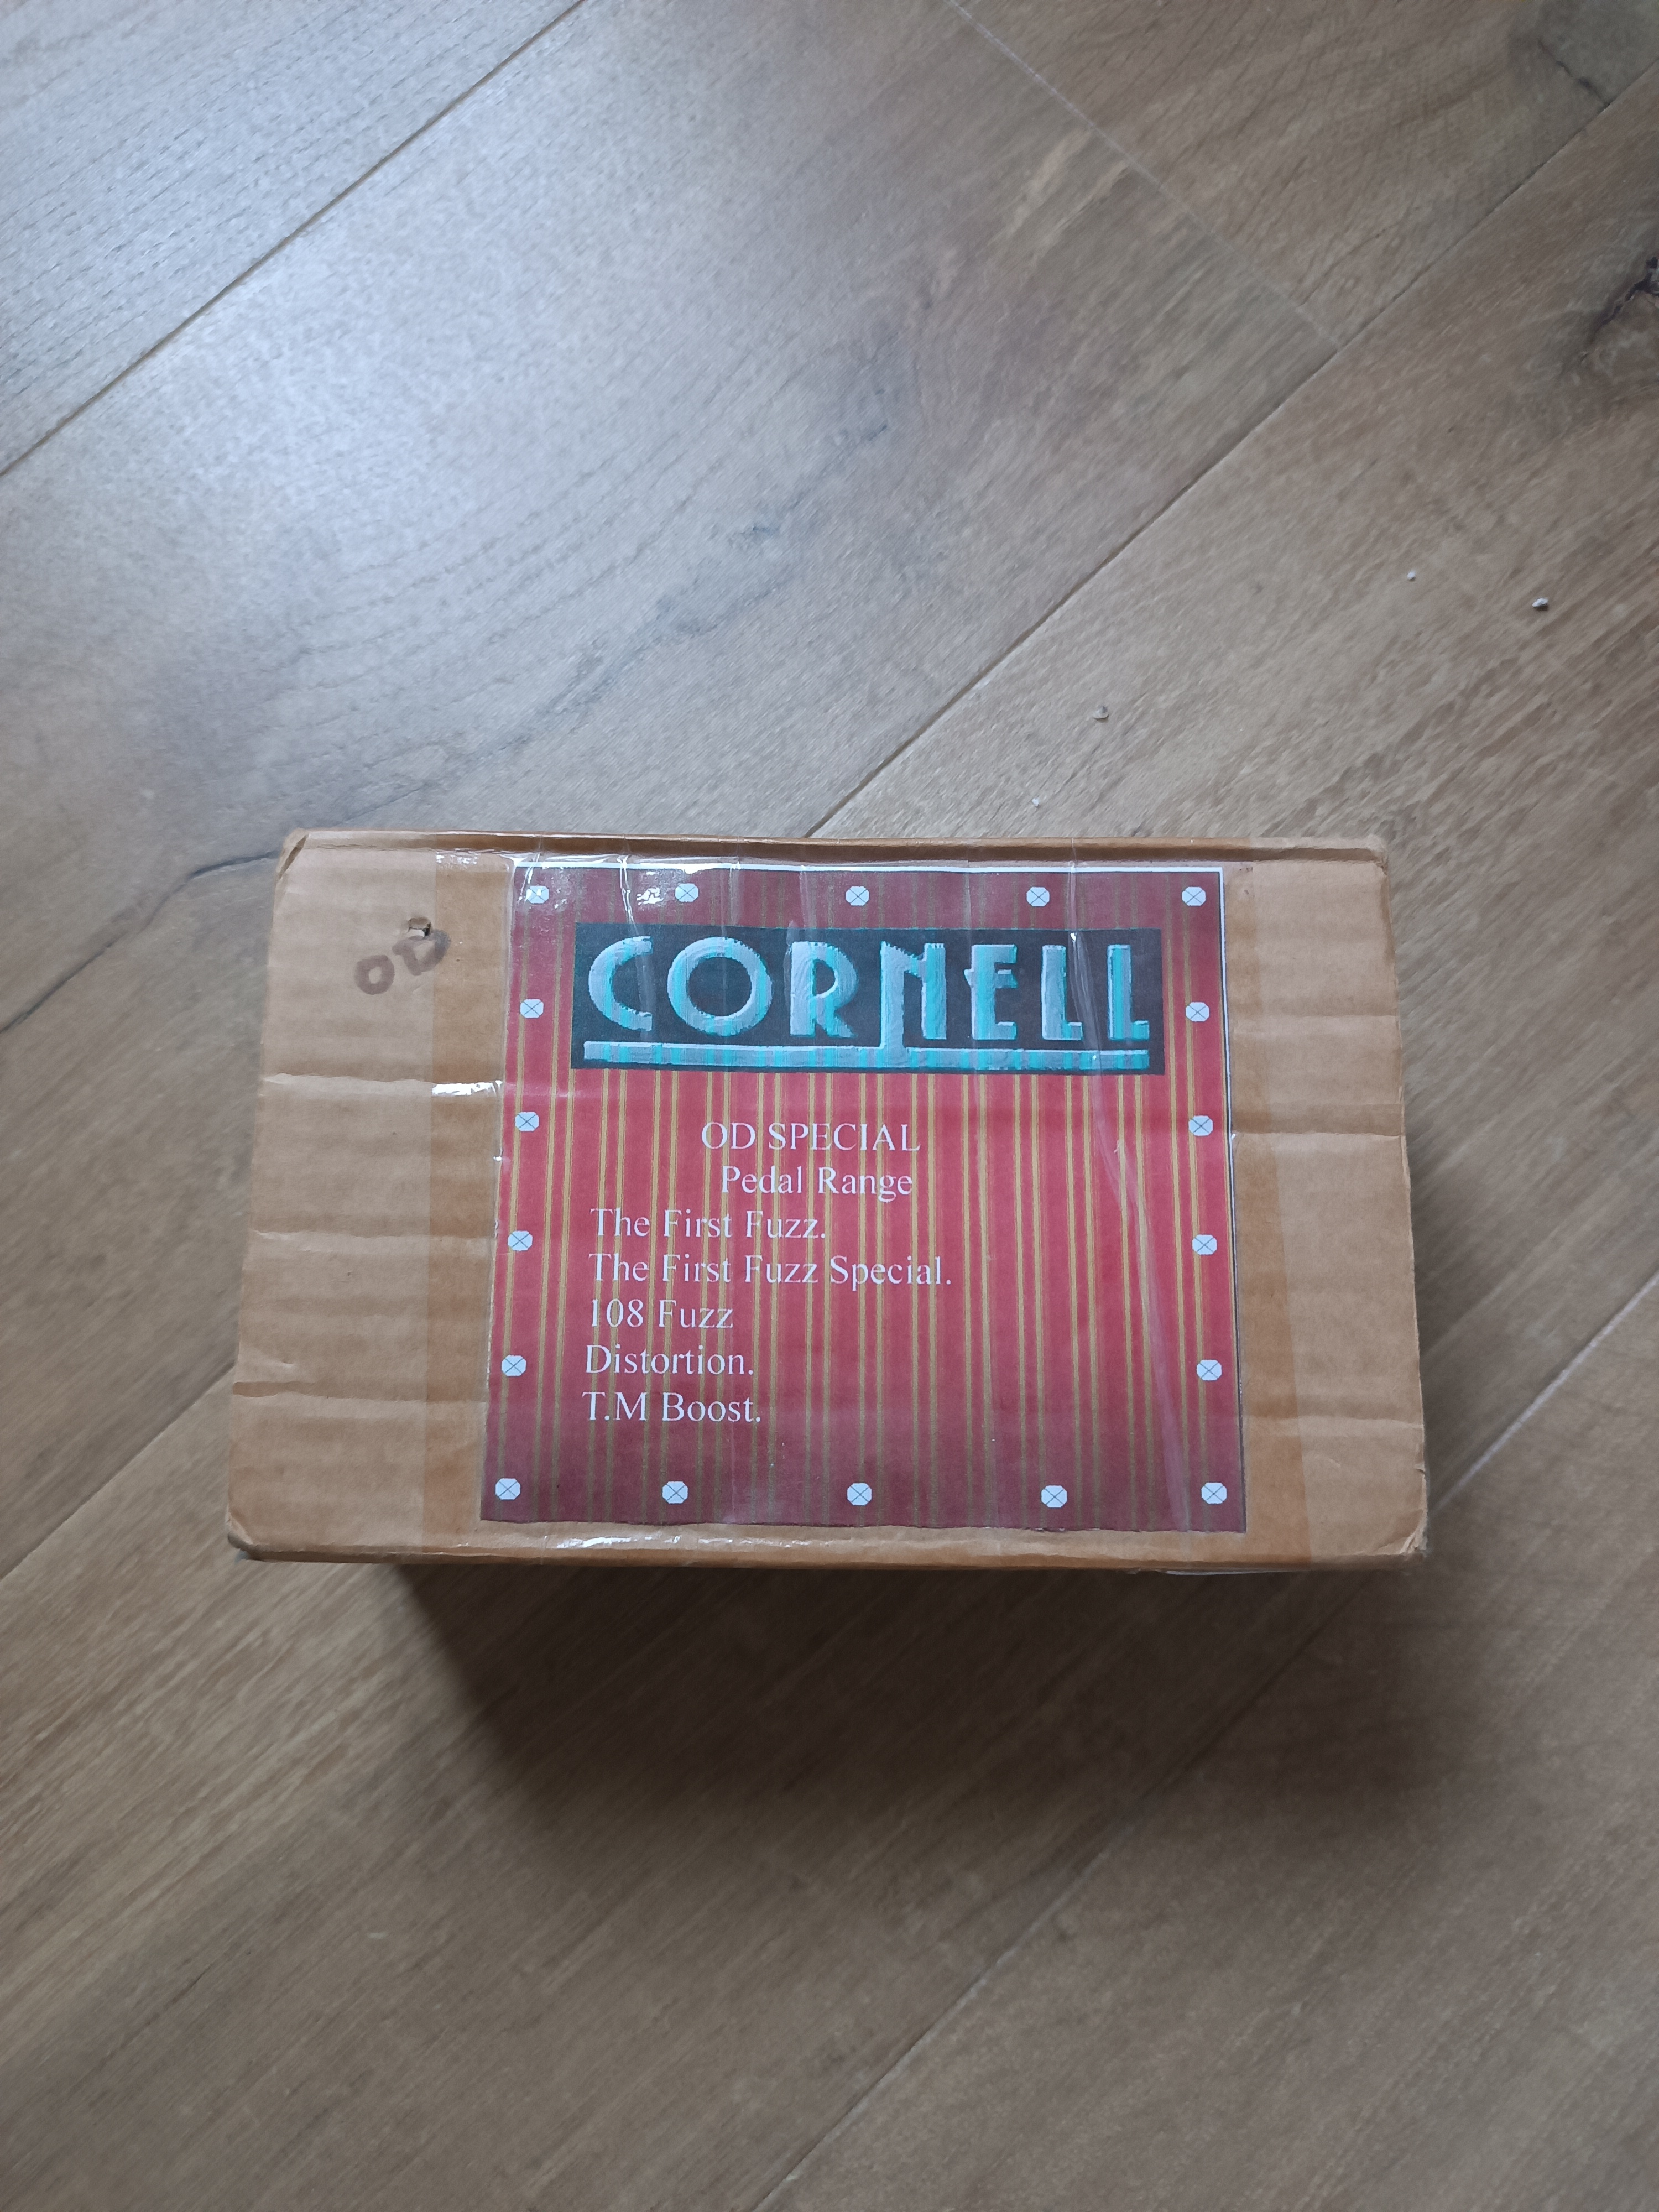 OD
CORNELL
OD SPECIAL
Pedal Range
The First Fuzz.
The First Fuzz Special.
108 Fuzz
Distortion.
T.M Boost.